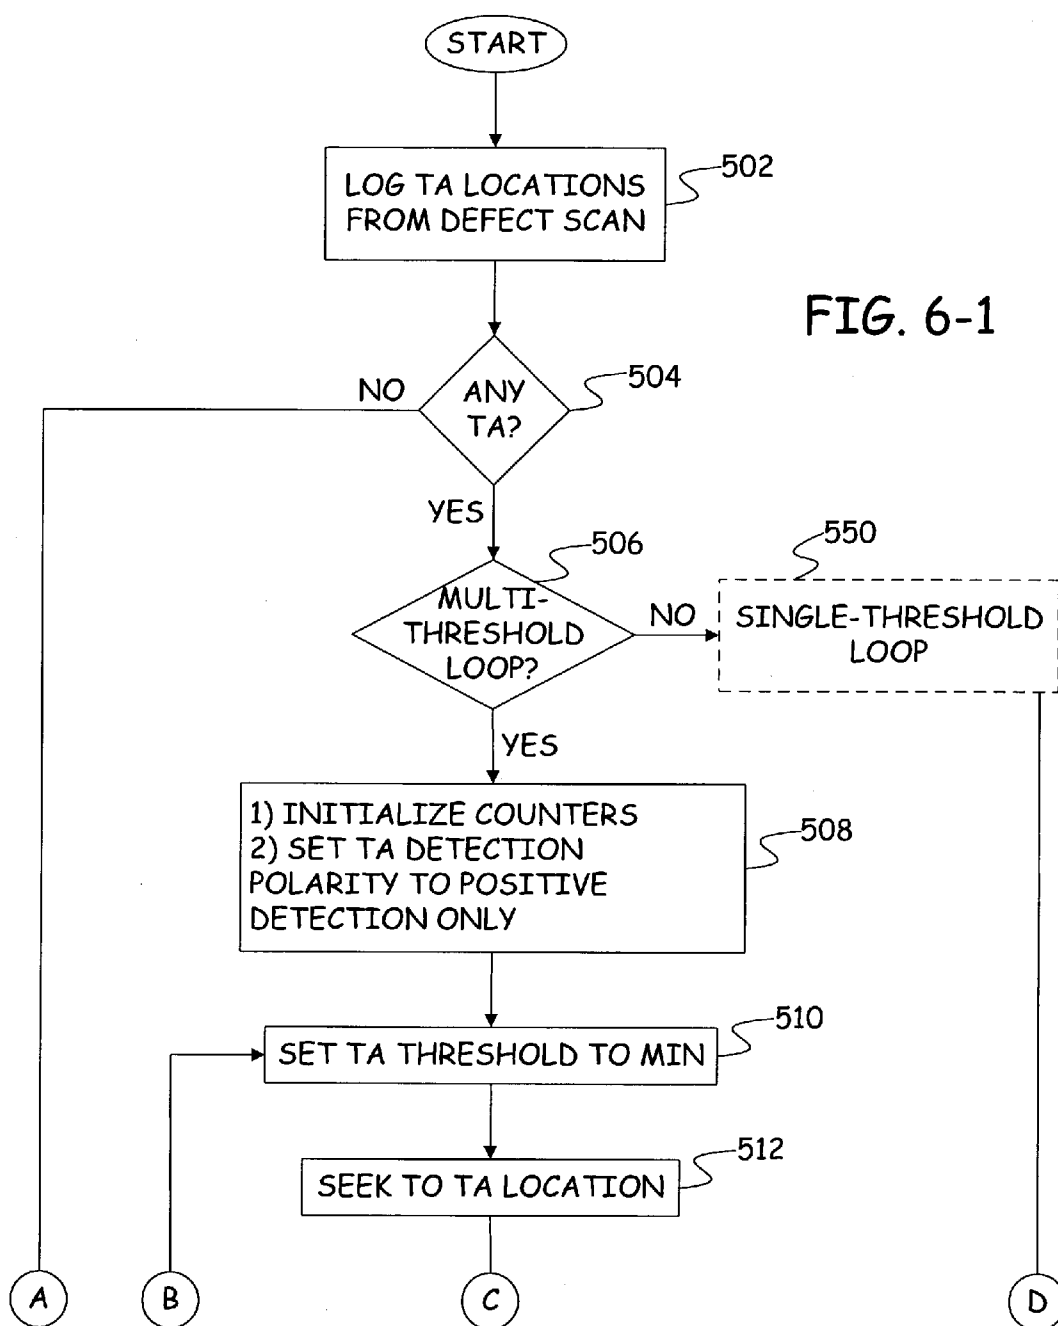 START
LOG TA LOCATIONS
FROM DEFECT SCAN
502
FIG. 6-1
NO
ANY
TA?
504
YES
506
MULTI-
THRESHOLD
LOOP?
NO
550
SINGLE-THRESHOLD
LOOP
YES
1) INITIALIZE COUNTERS
2) SET TA DETECTION
POLARITY TO POSITIVE
DETECTION ONLY
508
SET TA THRESHOLD TO MIN
510
SEEK TO TA LOCATION
512
A
B
C
D